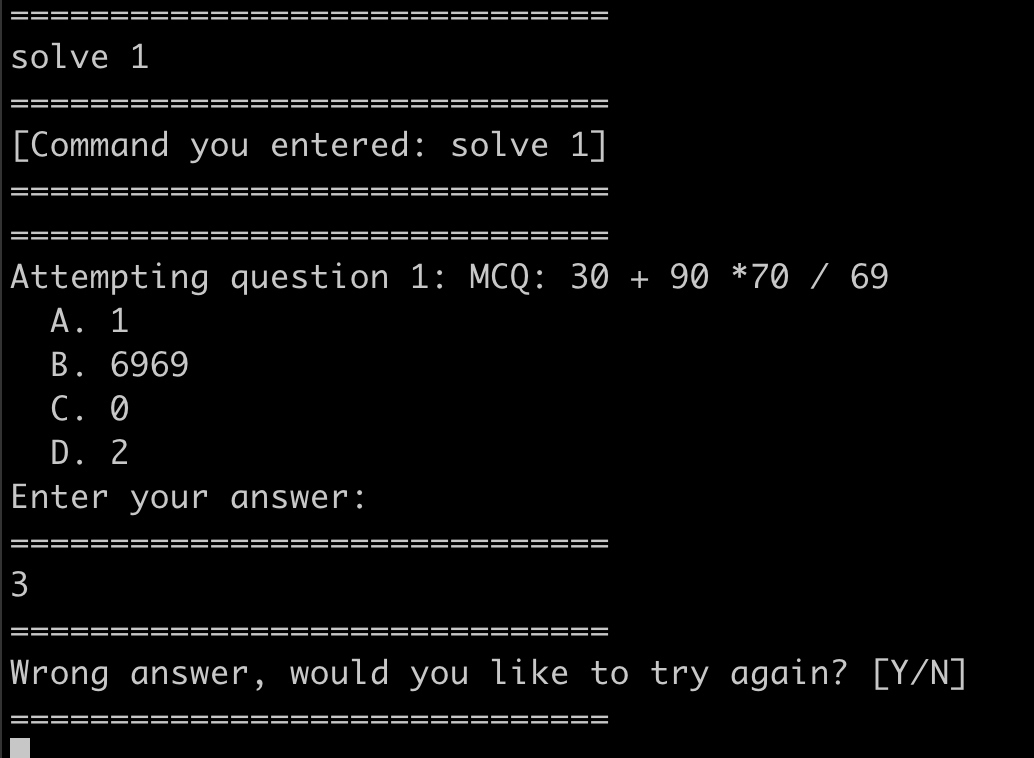 ==============================
solve 1
==============================
[Command you entered: solve 1]
==============================
==============================
Attempting question 1: MCQ: 30 + 90 *70 / 69
  A. 1
  B. 6969
  C. 0
  D. 2
Enter your answer:
==============================
3
==============================
Wrong answer, would you like to try again? [Y/N]
==============================